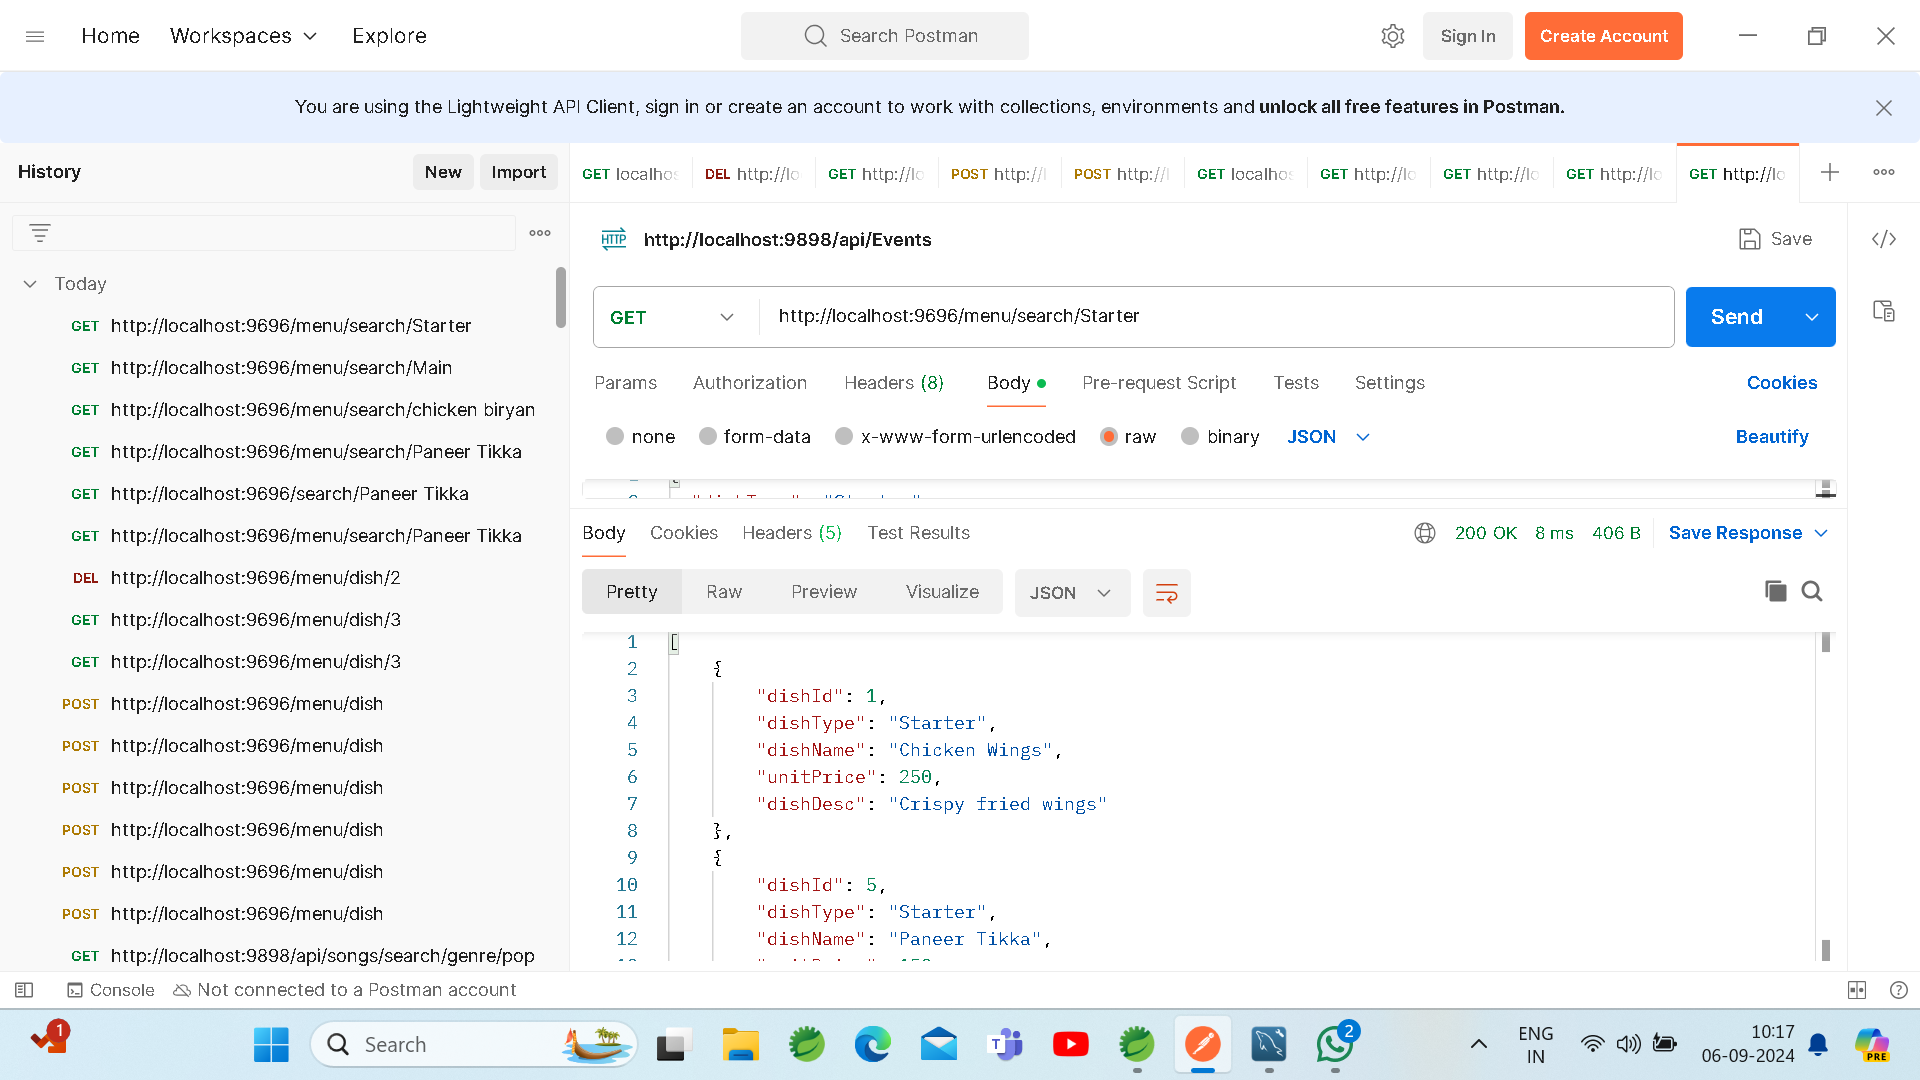 Home Workspaces Explore
Search Postman
Sign In Create Account
You are using the Lightweight API Client, sign in or create an account to work with collections, environments and unlock all free features in Postman.
History New Import
GET localhos DEL http://lo GET http://lo POST http://l POST http://l GET localhos GET http://lo GET http://lo GET http://lo GET http://lo
HTTP http://localhost:9898/api/Events Save
Today
GET http://localhost:9696/menu/search/Starter
GET http://localhost:9696/menu/search/Main
GET http://localhost:9696/menu/search/chicken biryan
GET http://localhost:9696/menu/search/Paneer Tikka
GET http://localhost:9696/search/Paneer Tikka
GET http://localhost:9696/menu/search/Paneer Tikka
DEL http://localhost:9696/menu/dish/2
GET http://localhost:9696/menu/dish/3
GET http://localhost:9696/menu/dish/3
POST http://localhost:9696/menu/dish
POST http://localhost:9696/menu/dish
POST http://localhost:9696/menu/dish
POST http://localhost:9696/menu/dish
POST http://localhost:9696/menu/dish
POST http://localhost:9696/menu/dish
GET http://localhost:9898/api/songs/search/genre/pop
GET http://localhost:9696/menu/search/Starter Send
Params Authorization Headers (8) Body Pre-request Script Tests Settings Cookies
none form-data x-www-form-urlencoded raw binary JSON Beautify
Body Cookies Headers (5) Test Results 200 OK 8 ms 406 B Save Response
Pretty Raw Preview Visualize JSON
1 [
2 {
3 "dishId": 1,
4 "dishType": "Starter",
5 "dishName": "Chicken Wings",
6 "unitPrice": 250,
7 "dishDesc": "Crispy fried wings"
8 },
9 {
10 "dishId": 5,
11 "dishType": "Starter",
12 "dishName": "Paneer Tikka",
Console Not connected to a Postman account
1 Search 2 ENG
IN
10:17
06-09-2024
PRE